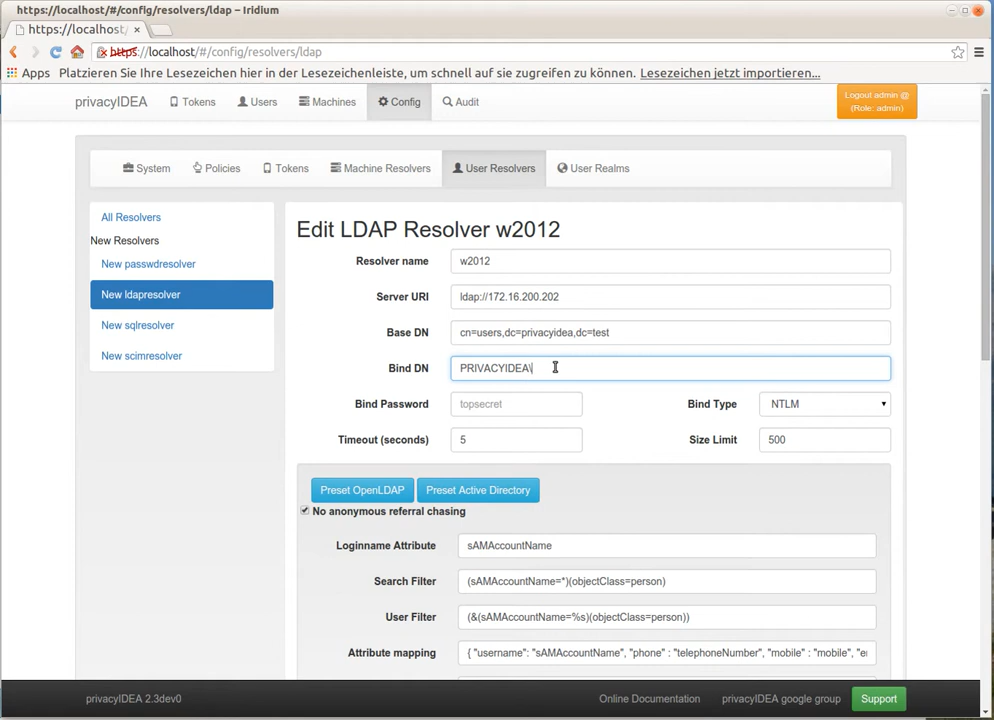 https://localhost/#/config/resolvers/ldap – Iridium
https://localhost/
https://localhost/#/config/resolvers/ldap
Apps Platzieren Sie Ihre Lesezeichen hier in der Lesezeichenleiste, um schnell auf sie zugreifen zu können. Lesezeichen jetzt importieren...
privacyIDEA Tokens Users Machines Config Audit
Logout admin @
(Role: admin)
System Policies Tokens Machine Resolvers User Resolvers User Realms
All Resolvers
New Resolvers
New passwdresolver
New ldapresolver
New sqlresolver
New scimresolver
Edit LDAP Resolver w2012
Resolver name w2012
Server URI ldap://172.16.200.202
Base DN cn=users,dc=privacyidea,dc=test
Bind DN PRIVACYIDEA\
Bind Password topsecret Bind Type NTLM
Timeout (seconds) 5 Size Limit 500
Preset OpenLDAP Preset Active Directory
No anonymous referral chasing
Loginname Attribute sAMAccountName
Search Filter (sAMAccountName=*)(objectClass=person)
User Filter (&(sAMAccountName=%s)(objectClass=person))
Attribute mapping { "username": "sAMAccountName", "phone" : "telephoneNumber", "mobile" : "mobile", "e
privacyIDEA 2.3dev0 Online Documentation privacyIDEA google group Support